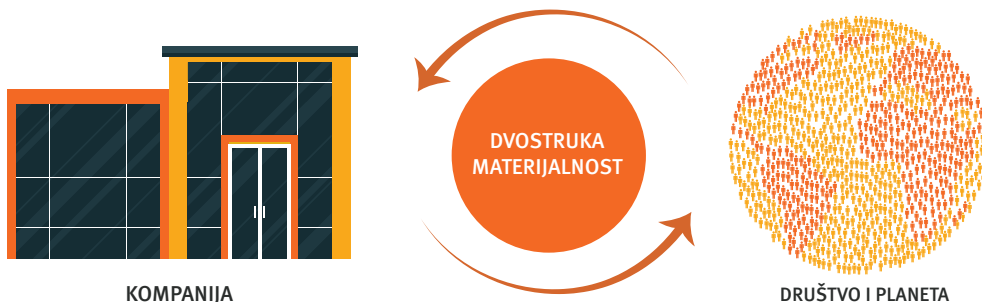 DVOSTRUKA
MATERIJALNOST
KOMPANIJA
DRUŠTVO I PLANETA